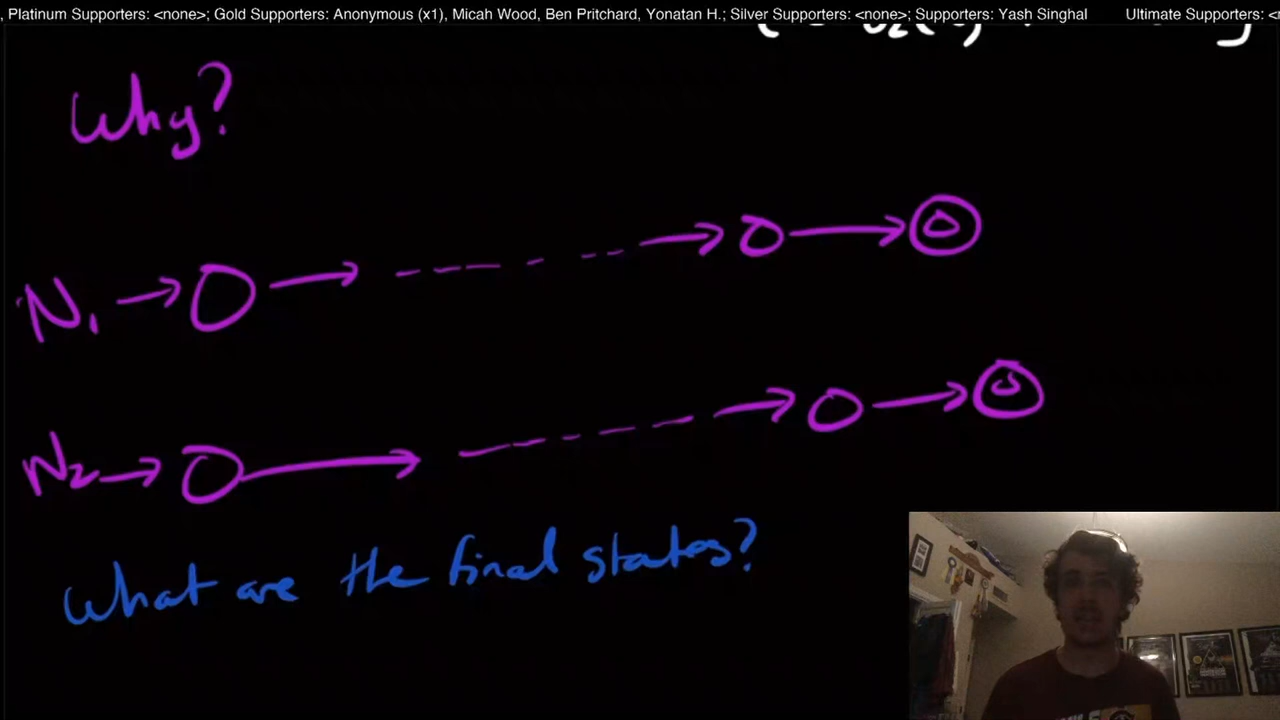 , Platinum Supporters: <none>; Gold Supporters: Anonymous (x1), Micah Wood, Ben Pritchard, Yonatan H.; Silver Supporters: <none>; Supporters: Yash Singhal Ultimate Supporters: <n
Why?
N₁
N₂
What are the final states?